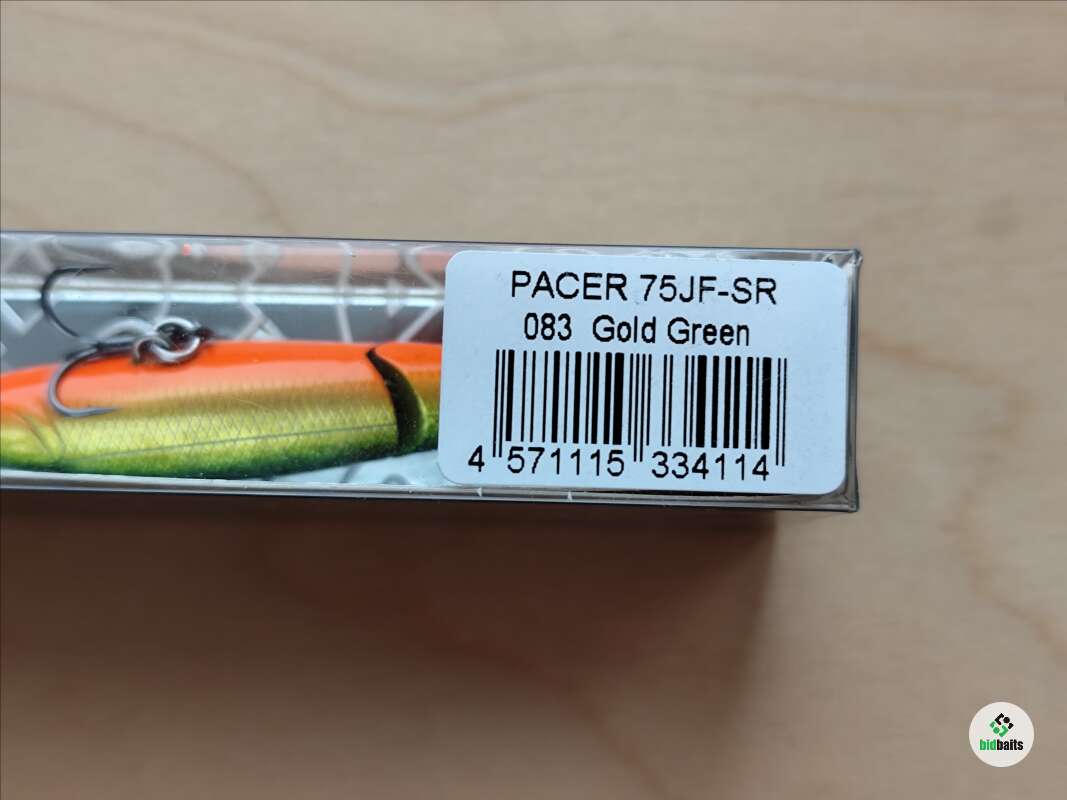 PACER 75JF-SR
083 Gold Green
4 571115 334114
bidbaits